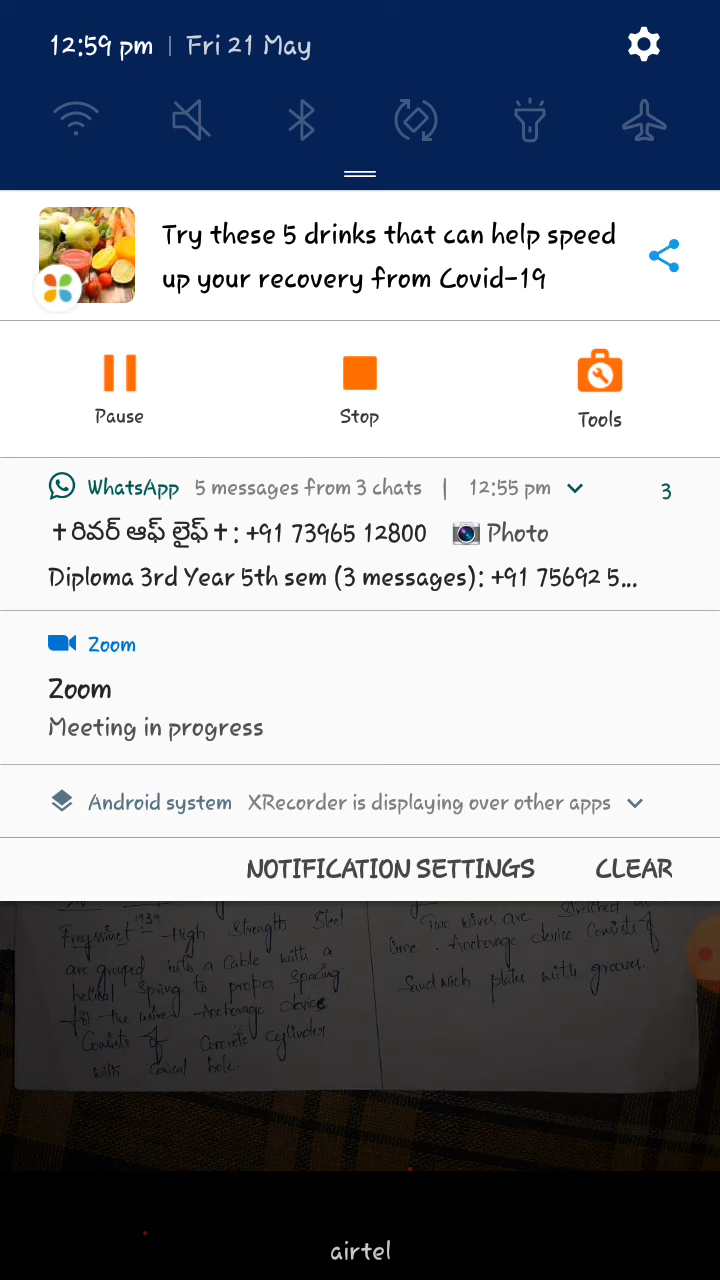 12:59 pm | Fri 21 May
Try these 5 drinks that can help speed
up your recovery from Covid-19
Pause
Stop
Tools
WhatsApp 5 messages from 3 chats | 12:55 pm 3
✝రివర్ ఆఫ్ లైఫ్✝: +91 73965 12800 📷 Photo
Diploma 3rd Year 5th sem (3 messages): +91 75692 5...
Zoom
Zoom
Meeting in progress
Android system XRecorder is displaying over other apps
NOTIFICATION SETTINGS CLEAR
Freyssinet 1939 - High Strength Steel
are grouped into a Cable with a
helical Spring to proper Spacing
for the wire. Anchorage device
Consists of Concrete Cylinder
with Conical hole.
Two wires are Stretched
time. Anchorage device Consists of
Sandwich plates with grooves.
airtel